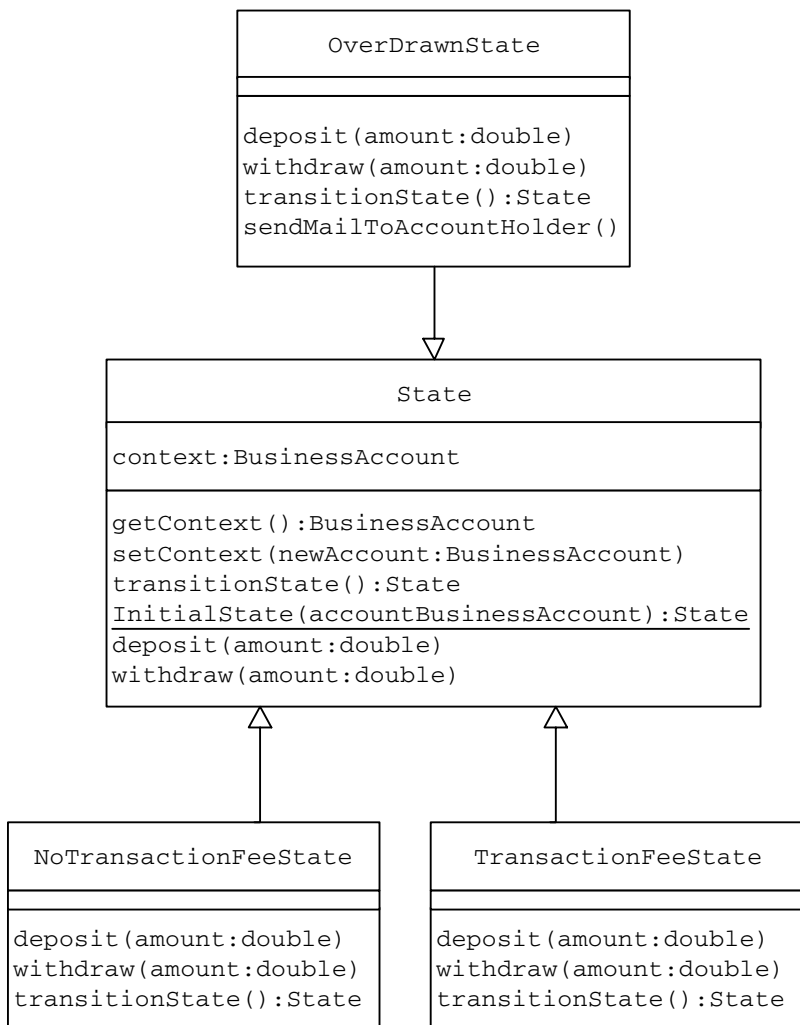 OverDrawnState
deposit(amount:double)
withdraw(amount:double)
transitionState():State
sendMailToAccountHolder()
State
context:BusinessAccount
getContext():BusinessAccount
setContext(newAccount:BusinessAccount)
transitionState():State
InitialState(accountBusinessAccount):State
deposit(amount:double)
withdraw(amount:double)
NoTransactionFeeState
deposit(amount:double)
withdraw(amount:double)
transitionState():State
TransactionFeeState
deposit(amount:double)
withdraw(amount:double)
transitionState():State